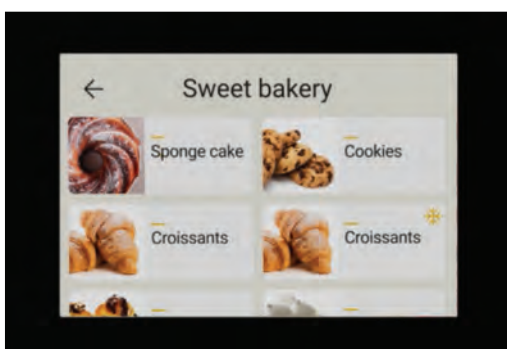 Sweet bakery
Sponge cake
Cookies
Croissants
Croissants